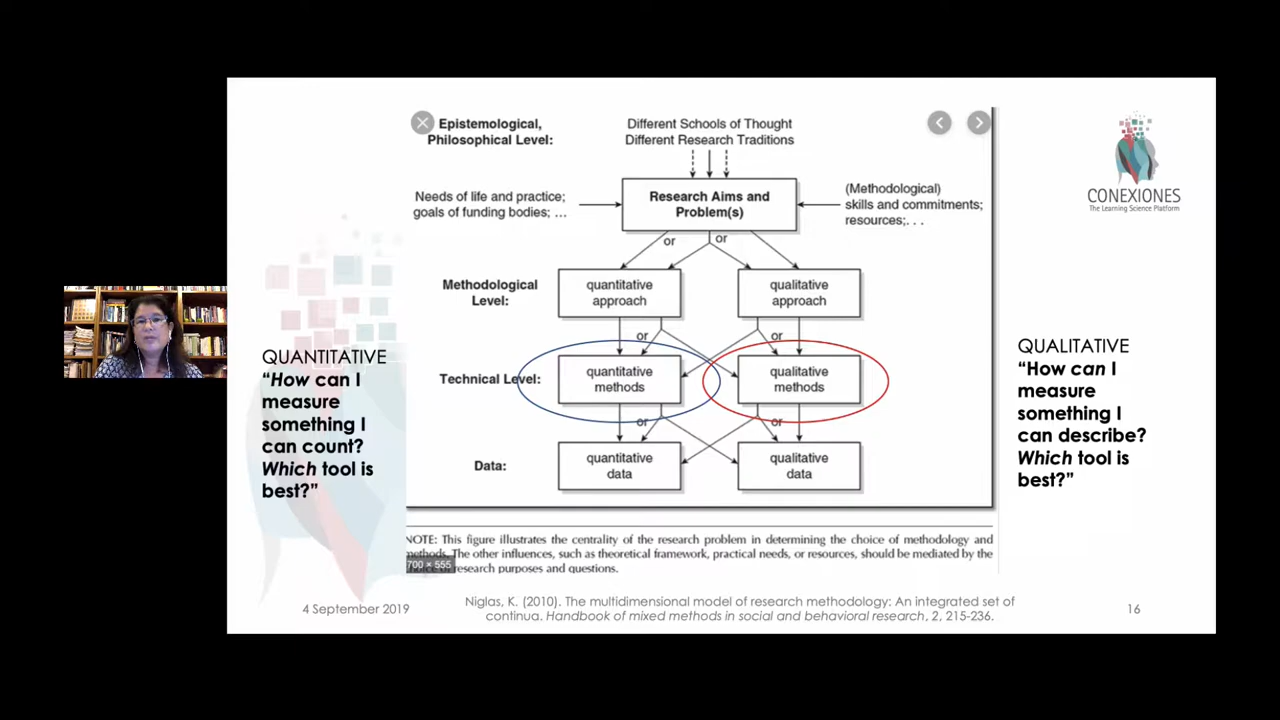 Epistemological,
Philosophical Level:
Different Schools of Thought
Different Research Traditions
Needs of life and practice;
goals of funding bodies; ...
Research Aims and
Problem(s)
(Methodological)
skills and commitments;
resources;. . .
CONEXIONES
The Learning Science Platform
or
or
Methodological
Level:
quantitative
approach
qualitative
approach
or
or
Technical Level:
quantitative
methods
qualitative
methods
or
or
Data:
quantitative
data
qualitative
data
QUANTITATIVE
“How can I
measure
something I
can count?
Which tool is
best?”
QUALITATIVE
“How can I
measure
something I
can describe?
Which tool is
best?”
NOTE: This figure illustrates the centrality of the research problem in determining the choice of methodology and
methods. The other influences, such as theoretical framework, practical needs, or resources, should be mediated by the
research purposes and questions.
700 × 555
4 September 2019
Niglas, K. (2010). The multidimensional model of research methodology: An integrated set of
continua. Handbook of mixed methods in social and behavioral research, 2, 215-236.
16